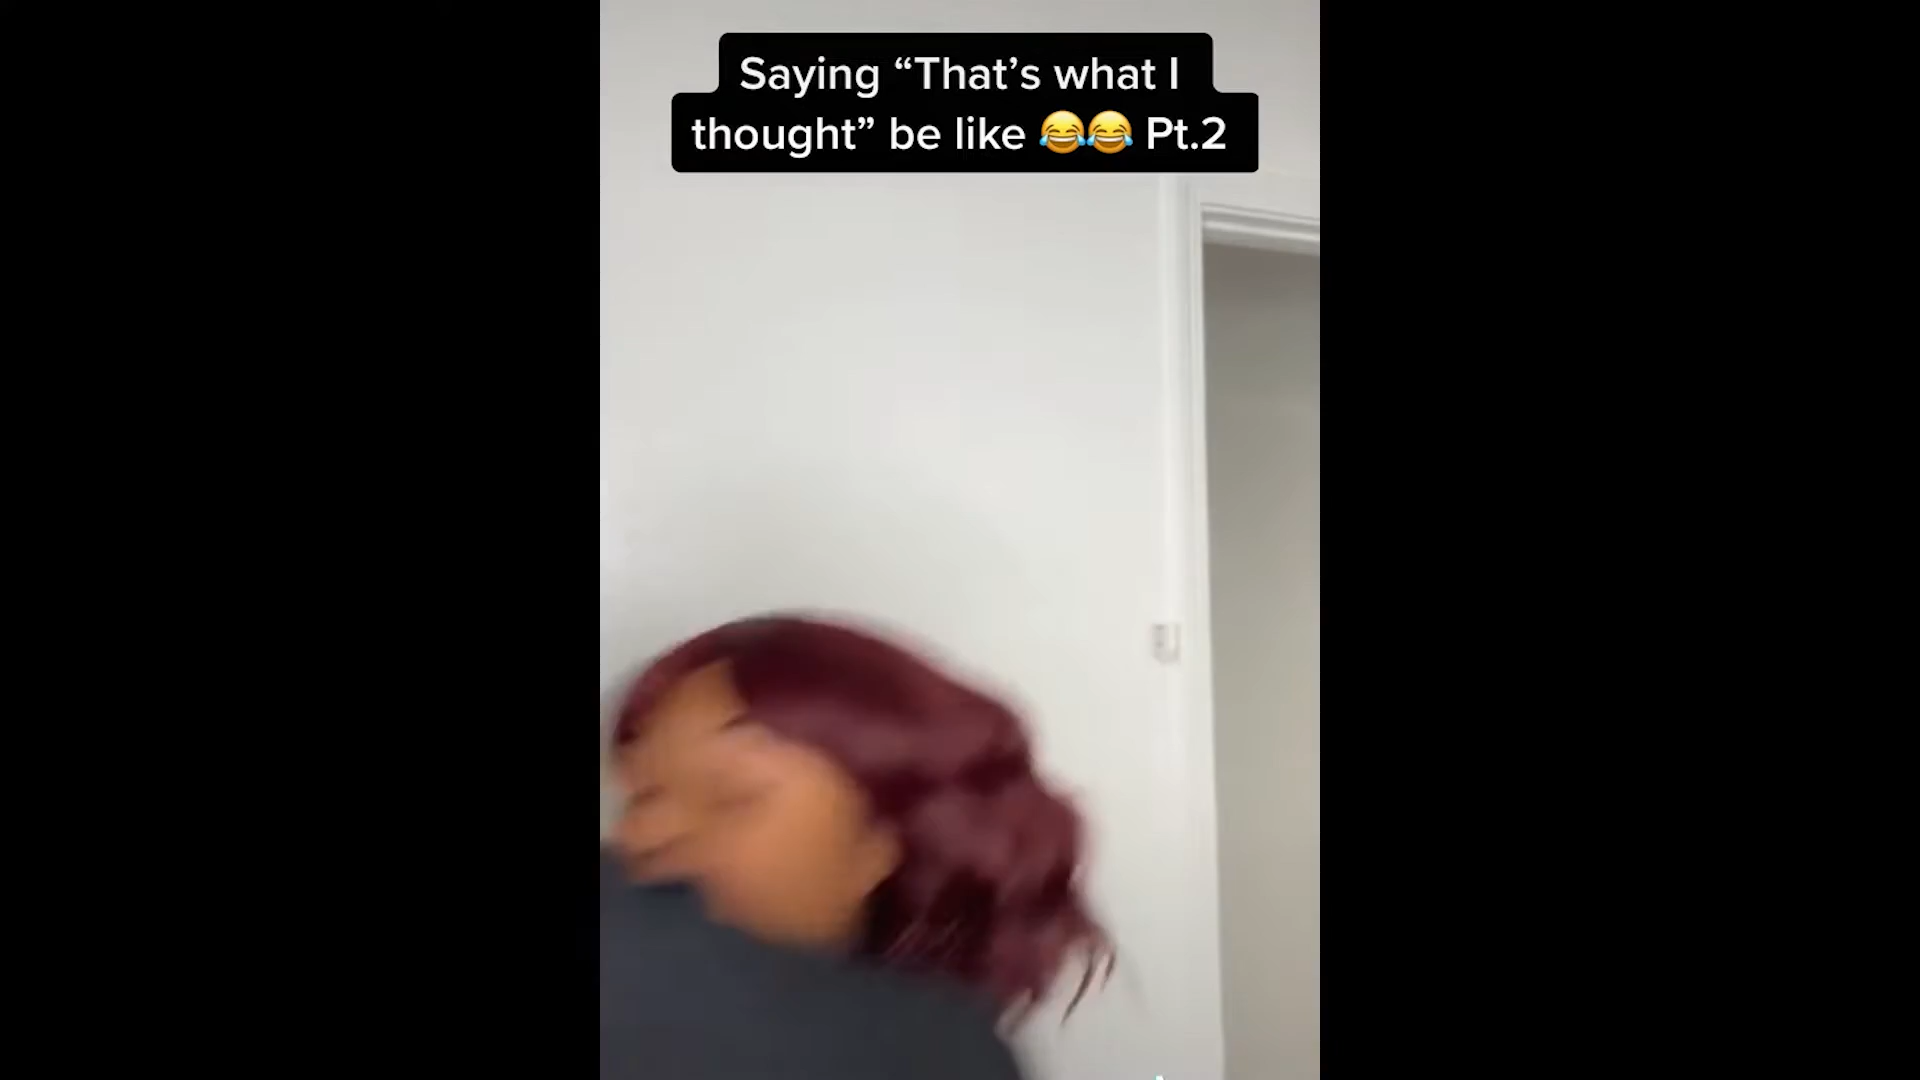 Saying “That’s what I
thought” be like 😂😂 Pt.2